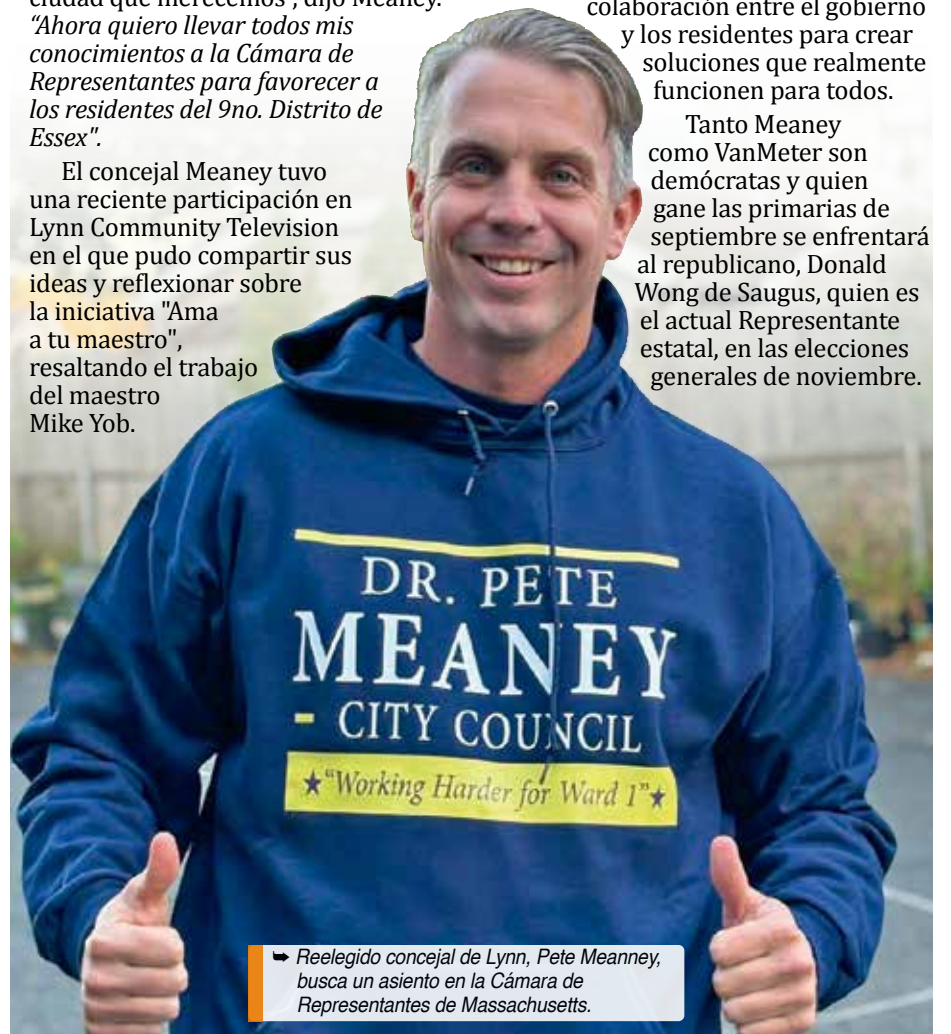 ciudad que merecemos", dijo Meaney.
"Ahora quiero llevar todos mis
conocimientos a la Cámara de
Representantes para favorecer a
los residentes del 9no. Distrito de
Essex".
El concejal Meaney tuvo
una reciente participación en
Lynn Community Television
en el que pudo compartir sus
ideas y reflexionar sobre
la iniciativa "Ama
a tu maestro",
resaltando el trabajo
del maestro
Mike Yob.
colaboración entre el gobierno
y los residentes para crear
soluciones que realmente
funcionen para todos.
Tanto Meaney
como VanMeter son
demócratas y quien
gane las primarias de
septiembre se enfrentará
al republicano, Donald
Wong de Saugus, quien es
el actual Representante
estatal, en las elecciones
generales de noviembre.
DR. PETE
MEANEY
- CITY COUNCIL
★"Working Harder for Ward 1"★
➥ Reelegido concejal de Lynn, Pete Meanney,
busca un asiento en la Cámara de
Representantes de Massachusetts.